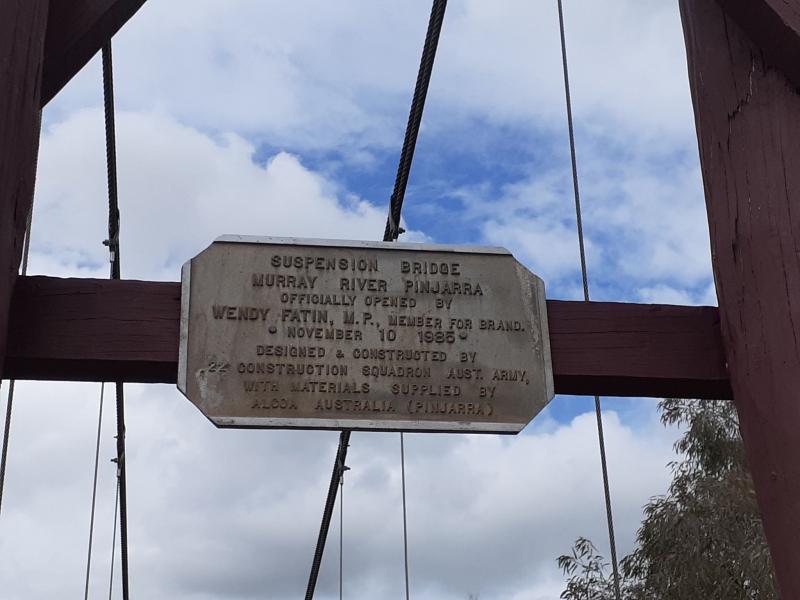 SUSPENSION BRIDGE
MURRAY RIVER PINJARRA
OFFICIALLY OPENED BY
WENDY FATIN, M.P., MEMBER FOR BRAND.
• NOVEMBER 10 1985 •
DESIGNED & CONSTRUCTED BY
22 CONSTRUCTION SQUADRON AUST. ARMY,
WITH MATERIALS SUPPLIED BY
ALCOA AUSTRALIA (PINJARRA)